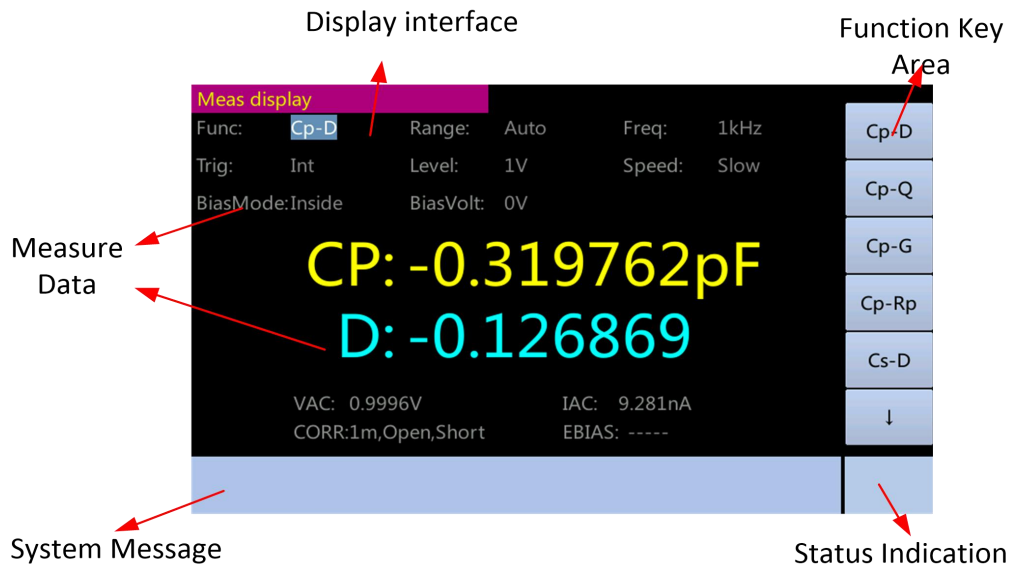 Display interface
Function Key
Area
Meas display
Func: Cp-D Range: Auto Freq: 1kHz
Cp-D
Trig: Int Level: 1V Speed: Slow
Cp-Q
BiasMode: Inside BiasVolt: 0V
Measure
Data
CP: -0.319762pF
Cp-G
Cp-Rp
D: -0.126869
Cs-D
VAC: 0.9996V IAC: 9.281nA
↓
CORR:1m,Open,Short EBIAS: -----
System Message
Status Indication